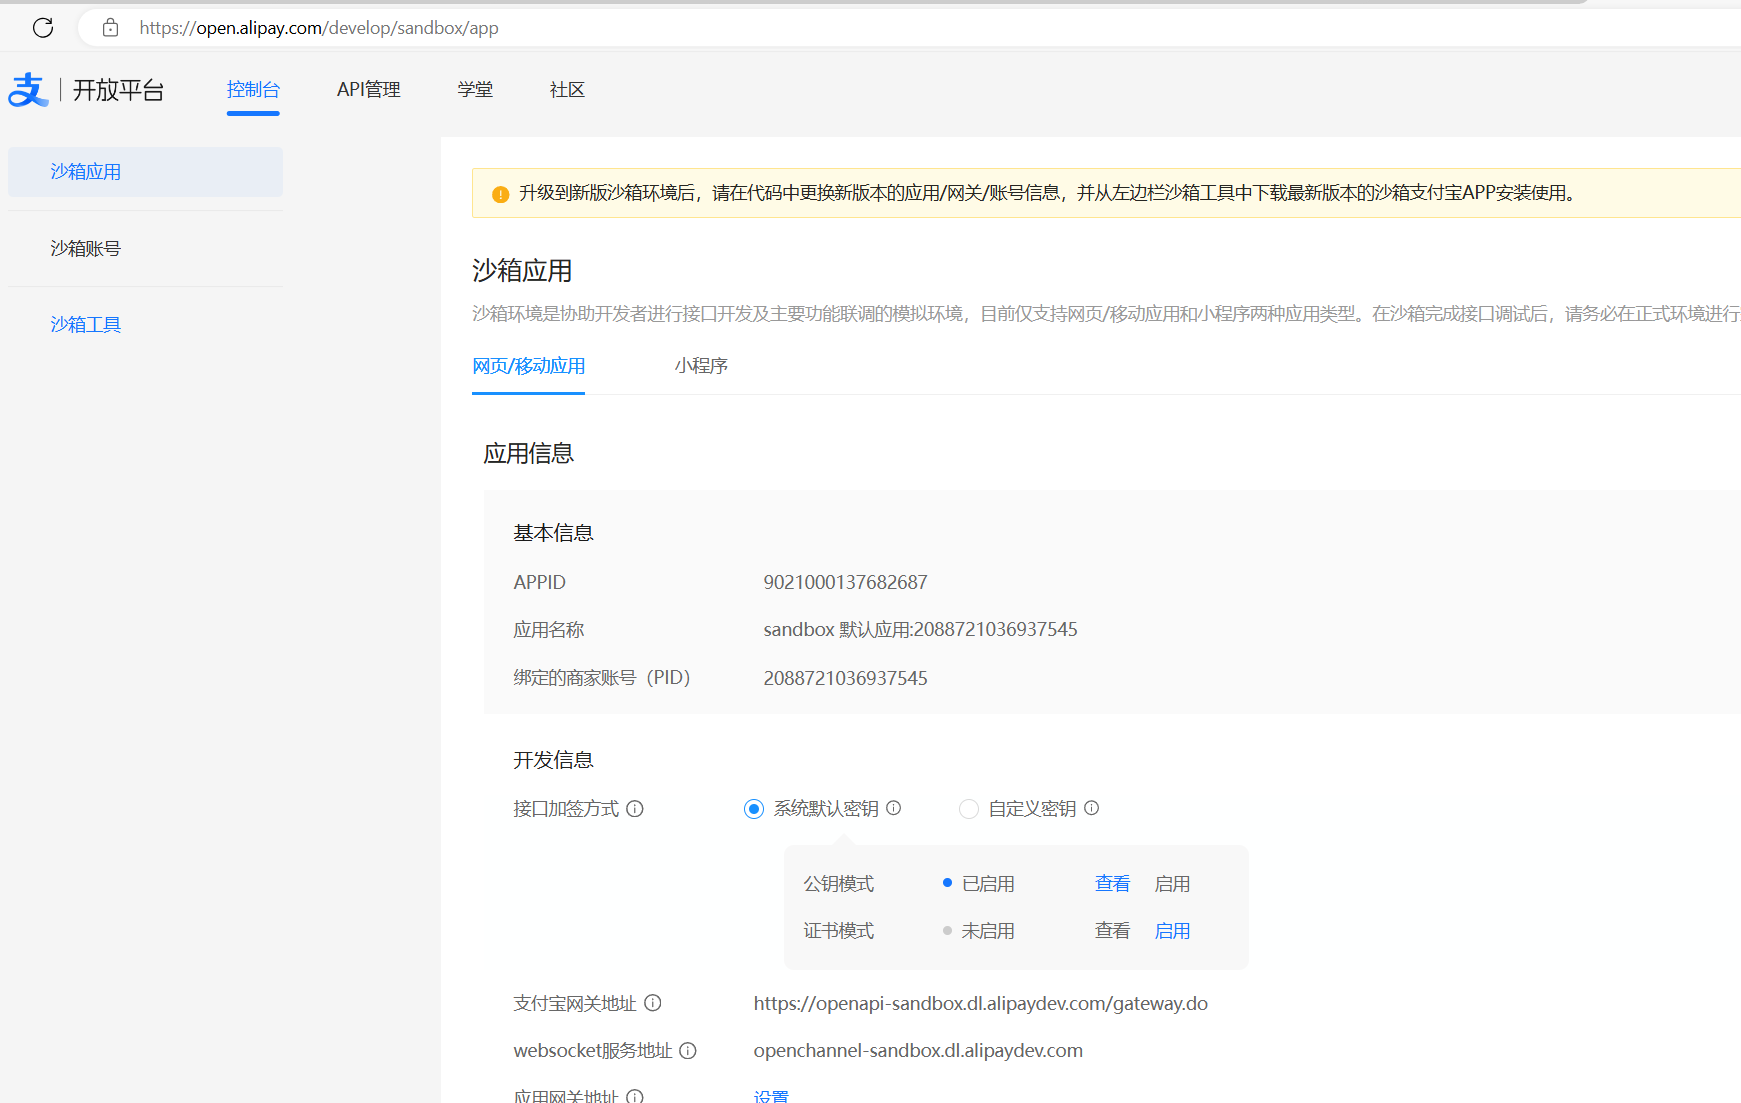 https://open.alipay.com/develop/sandbox/app
支 开放平台 控制台 API管理 学堂 社区
沙箱应用
沙箱账号
沙箱工具
升级到新版沙箱环境后，请在代码中更换新版本的应用/网关/账号信息，并从左边栏沙箱工具中下载最新版本的沙箱支付宝APP安装使用。
沙箱应用
沙箱环境是协助开发者进行接口开发及主要功能联调的模拟环境，目前仅支持网页/移动应用和小程序两种应用类型。在沙箱完成接口调试后，请务必在正式环境进行
网页/移动应用 小程序
应用信息
基本信息
APPID 9021000137682687
应用名称 sandbox 默认应用:2088721036937545
绑定的商家账号（PID） 2088721036937545
开发信息
接口加签方式 系统默认密钥 自定义密钥
公钥模式 已启用 查看 启用
证书模式 未启用 查看 启用
支付宝网关地址 https://openapi-sandbox.dl.alipaydev.com/gateway.do
websocket服务地址 openchannel-sandbox.dl.alipaydev.com
应用网关地址 设置